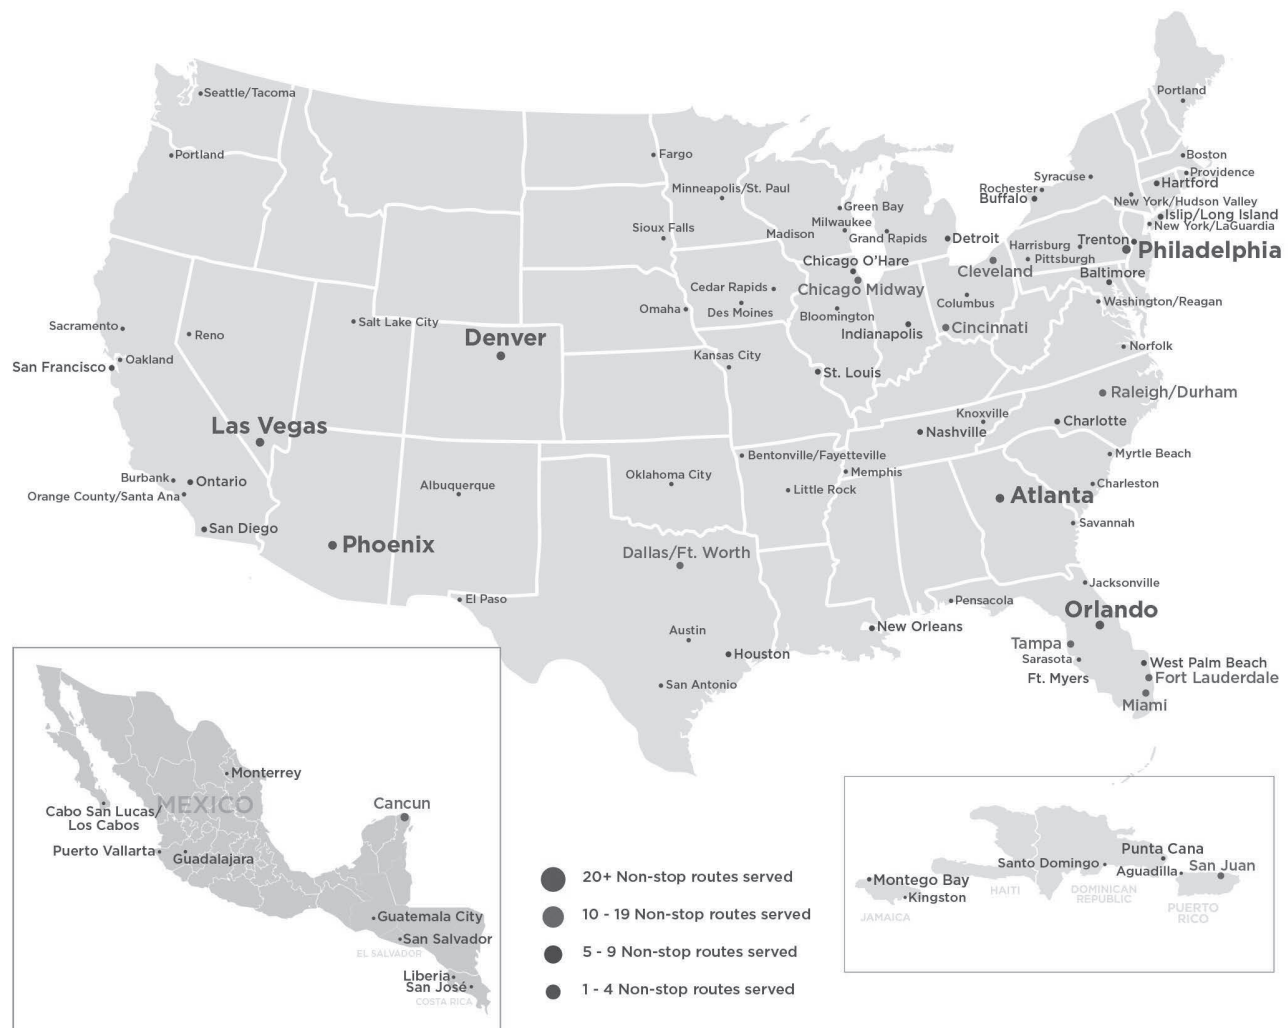 Portland
Seattle/Tacoma
Portland
Fargo
Boston
Providence
Syracuse
Hartford
Minneapolis/St. Paul
Rochester
Buffalo
New York/Hudson Valley
Green Bay
Islip/Long Island
Milwaukee
New York/LaGuardia
Sioux Falls
Madison
Grand Rapids
Detroit
Trenton
Harrisburg
Philadelphia
Pittsburgh
Chicago O'Hare
Cleveland
Baltimore
Cedar Rapids
Chicago Midway
Columbus
Washington/Reagan
Omaha
Des Moines
Bloomington
Salt Lake City
Sacramento
Reno
Indianapolis
Cincinnati
Denver
Norfolk
Oakland
San Francisco
Kansas City
St. Louis
Raleigh/Durham
Knoxville
Charlotte
Las Vegas
Nashville
Bentonville/Fayetteville
Myrtle Beach
Memphis
Oklahoma City
Burbank
Ontario
Albuquerque
Charleston
Little Rock
Orange County/Santa Ana
Atlanta
San Diego
Savannah
Phoenix
Dallas/Ft. Worth
Jacksonville
El Paso
Pensacola
Orlando
Austin
New Orleans
Tampa
Houston
Sarasota
West Palm Beach
Ft. Myers
Fort Lauderdale
San Antonio
Miami
Monterrey
MEXICO
Cancun
Cabo San Lucas/
Los Cabos
Puerto Vallarta
Guadalajara
Guatemala City
San Salvador
EL SALVADOR
Liberia
San José
COSTA RICA
20+ Non-stop routes served
10 - 19 Non-stop routes served
5 - 9 Non-stop routes served
1 - 4 Non-stop routes served
Punta Cana
Santo Domingo
San Juan
Aguadilla
Montego Bay
HAITI
DOMINICAN
REPUBLIC
Kingston
JAMAICA
PUERTO
RICO